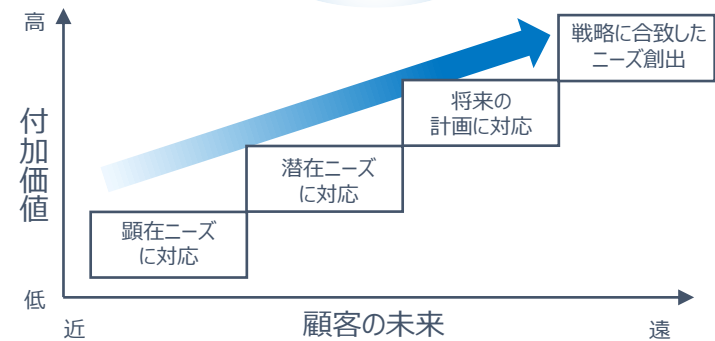 高
戦略に合致した
ニーズ創出
将来の
計画に対応
付加価値
潜在ニーズ
に対応
顕在ニーズ
に対応
低
近
顧客の未来
遠